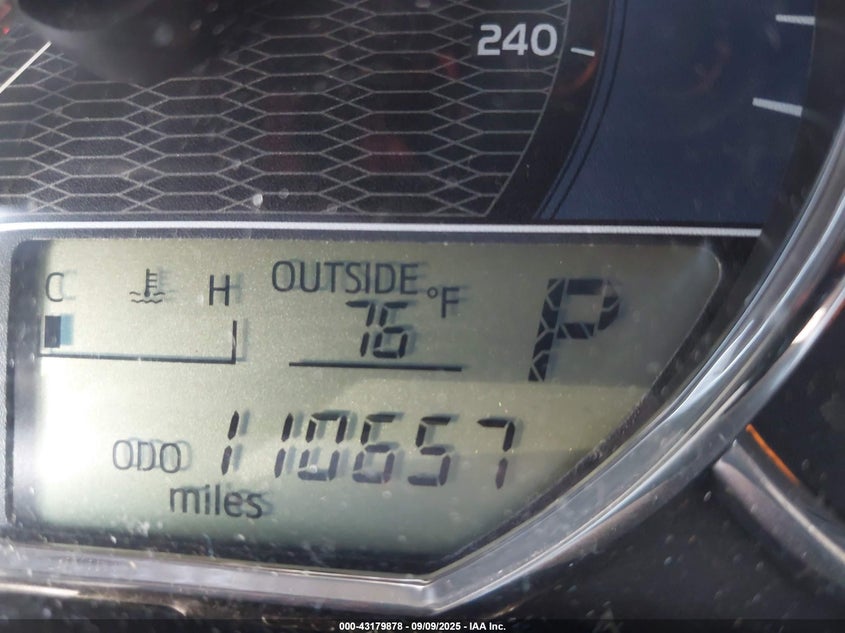 240
C H OUTSIDE
76 °F P
ODO 110657
miles
000-43179878 - 09/09/2025 - IAA Inc.